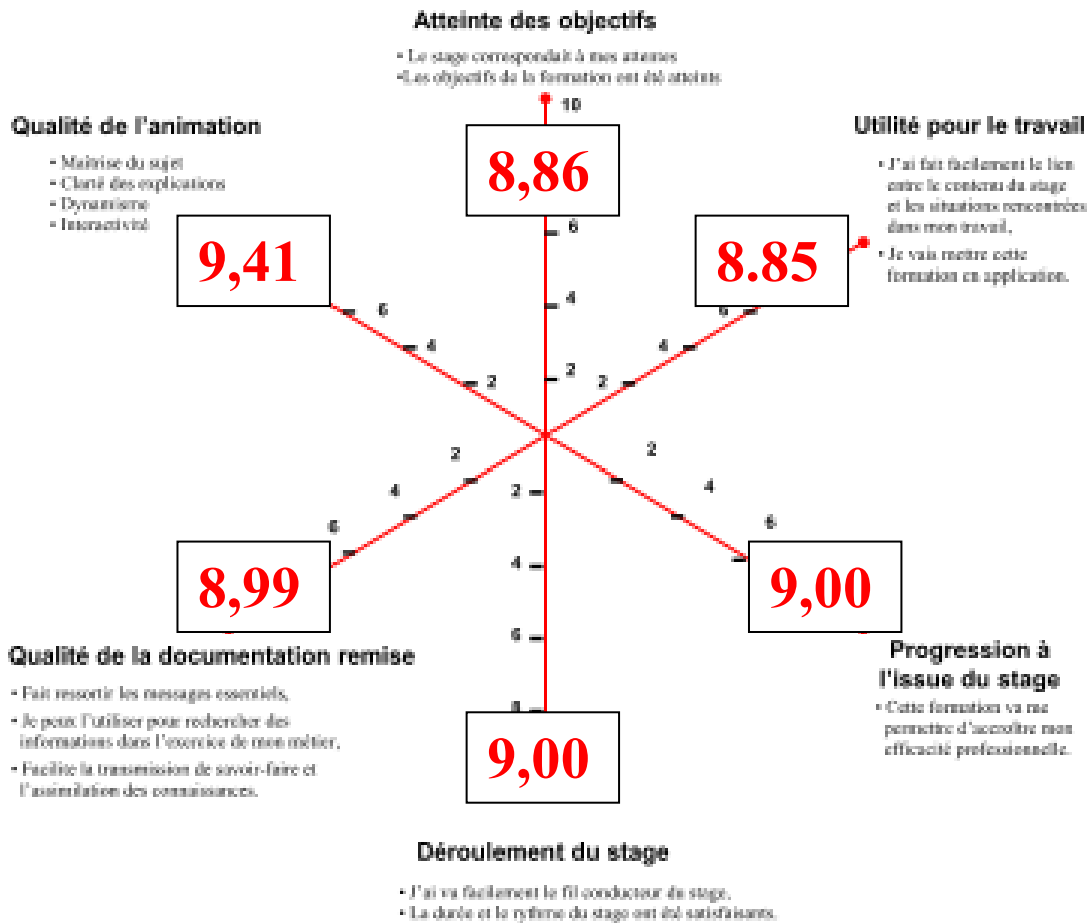 Atteinte des objectifs
• Le stage correspondait à mes attentes
•Les objectifs de la formation ont été atteints
10
8,86
6
4
2
Qualité de l'animation
• Maîtrise du sujet
• Clarté des explications
• Dynamisme
• Interactivité
9,41
6
4
2
Utilité pour le travail
• J'ai fait facilement le lien
entre le contenu du stage
et les situations rencontrées
dans mon travail.
• Je vais mettre cette
formation en application.
8.85
6
4
2
2
4
6
8,99
Qualité de la documentation remise
• Fait ressortir les messages essentiels.
• Je peux l'utiliser pour rechercher des
informations dans l'exercice de mon métier.
• Facilite la transmission de savoir-faire et
l'assimilation des connaissances.
2
4
6
8
9,00
Déroulement du stage
• J'ai vu facilement le fil conducteur du stage.
• La durée et le rythme du stage ont été satisfaisants.
2
4
6
9,00
Progression à
l'issue du stage
• Cette formation va me
permettre d'accroître mon
efficacité professionnelle.